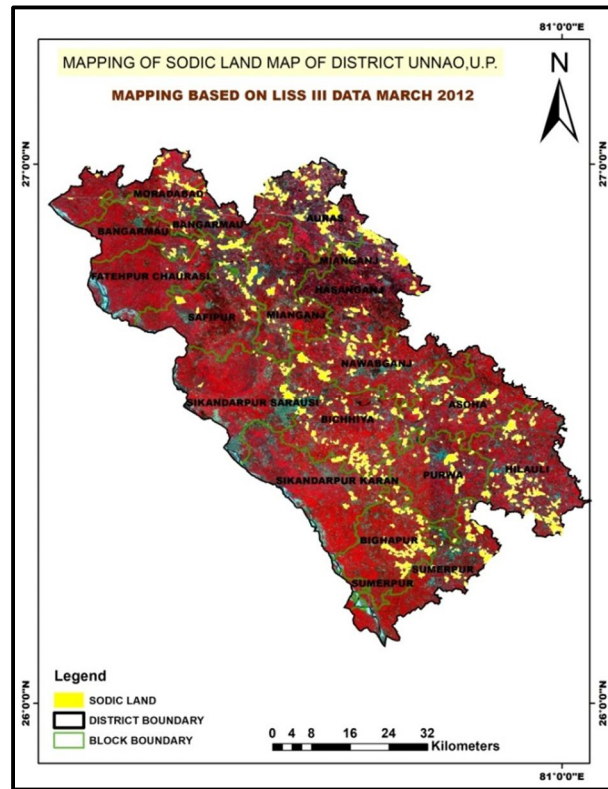 81°0'0"E
MAPPING OF SODIC LAND MAP OF DISTRICT UNNAO,U.P.
MAPPING BASED ON LISS III DATA MARCH 2012
N
27°0'0"N
27°0'0"N
MORADABAD
AURAS
BANGARMAU
BANGARMAU
MIANGANJ
FATEHPUR CHAURASI
HASANGANJ
SAFIPUR
MIANGANJ
NAWABGANJ
SIKANDARPUR SARAUSI
ASOHA
BICHHIYA
HILAULI
PURWA
SIKANDARPUR KARAN
BIGHAPUR
SUMERPUR
SUMERPUR
26°0'0"N
26°0'0"N
Legend
SODIC LAND
DISTRICT BOUNDARY
BLOCK BOUNDARY
0 4 8 16 24 32
Kilometers
81°0'0"E